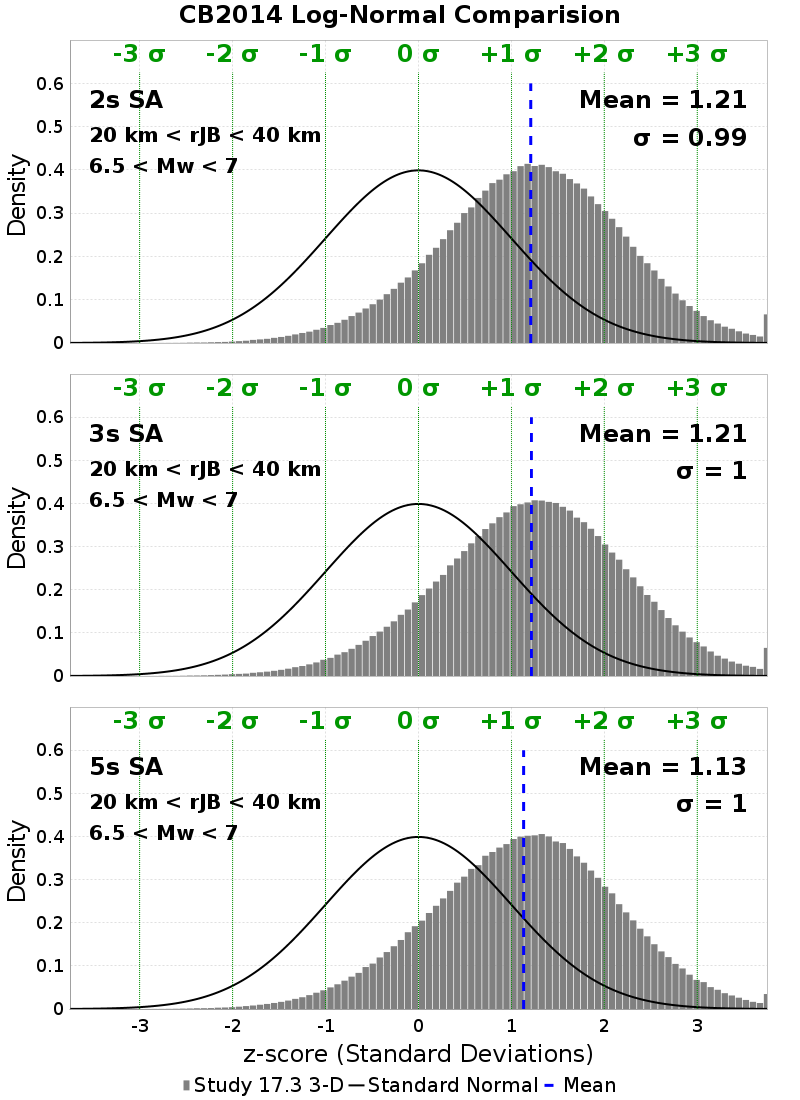 CB2014 Log-Normal Comparision
-3 σ -2 σ -1 σ 0 σ +1 σ +2 σ +3 σ
2s SA
20 km < rJB < 40 km
6.5 < Mw < 7
Mean = 1.21
σ = 0.99
Density
0.6
0.5
0.4
0.3
0.2
0.1
0
-3 σ -2 σ -1 σ 0 σ +1 σ +2 σ +3 σ
3s SA
20 km < rJB < 40 km
6.5 < Mw < 7
Mean = 1.21
σ = 1
Density
0.6
0.5
0.4
0.3
0.2
0.1
0
-3 σ -2 σ -1 σ 0 σ +1 σ +2 σ +3 σ
5s SA
20 km < rJB < 40 km
6.5 < Mw < 7
Mean = 1.13
σ = 1
Density
0.6
0.5
0.4
0.3
0.2
0.1
0
-3 -2 -1 0 1 2 3
z-score (Standard Deviations)
Study 17.3 3-D Standard Normal Mean